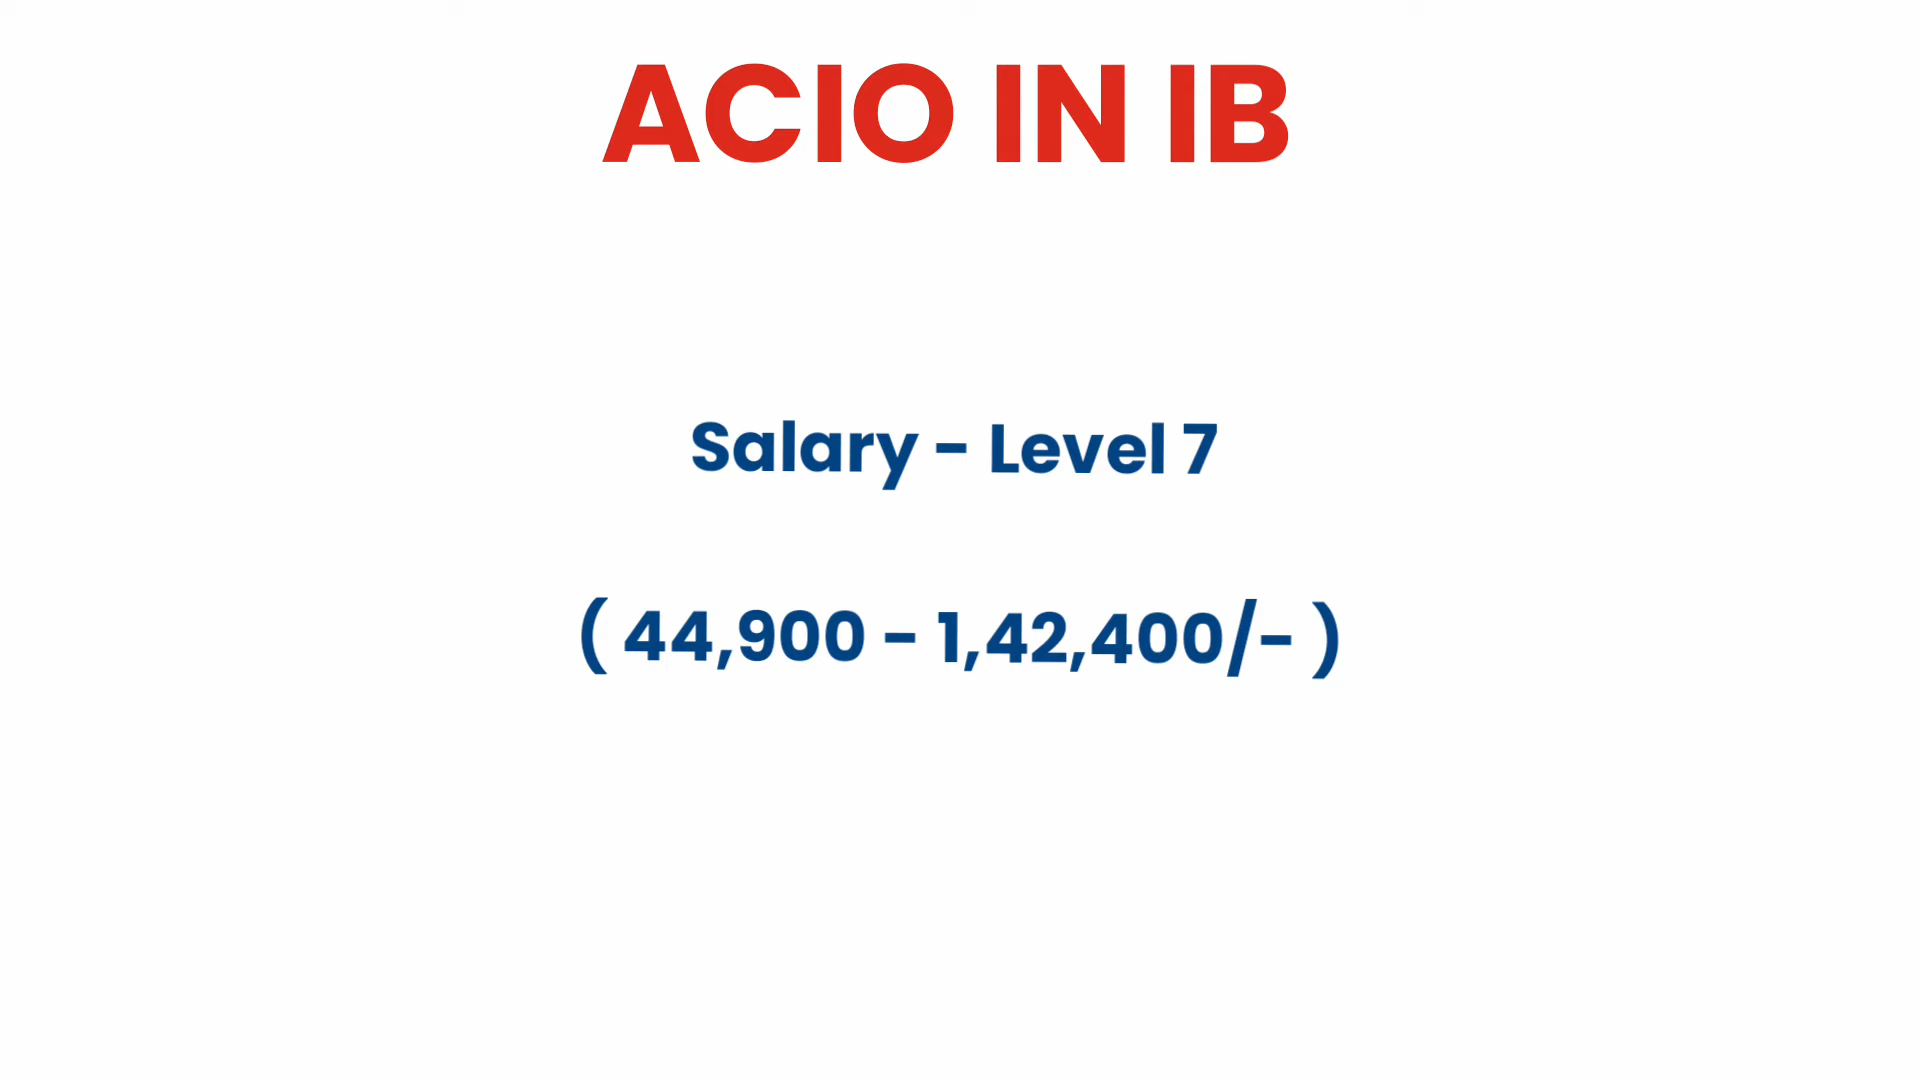 ACIO IN IB
Salary - Level 7
( 44,900 - 1,42,400/- )